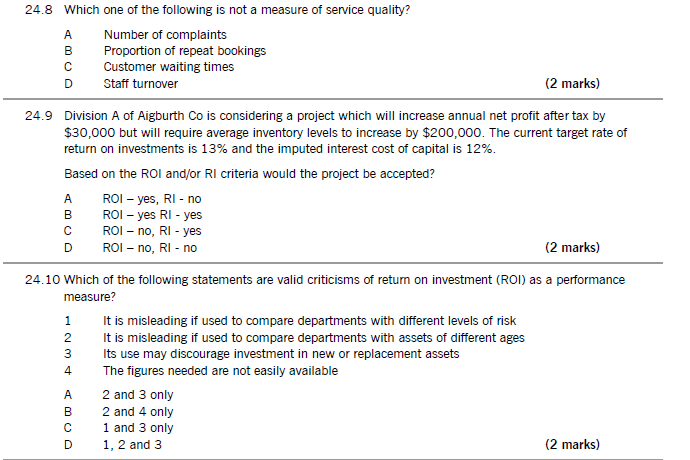 24.8 Which one of the following is not a measure of service quality?
A Number of complaints
B Proportion of repeat bookings
C Customer waiting times
D Staff turnover (2 marks)
24.9 Division A of Aigburth Co is considering a project which will increase annual net profit after tax by
$30,000 but will require average inventory levels to increase by $200,000. The current target rate of
return on investments is 13% and the imputed interest cost of capital is 12%.
Based on the ROI and/or RI criteria would the project be accepted?
A ROI – yes, RI - no
B ROI – yes RI - yes
C ROI – no, RI - yes
D ROI – no, RI - no (2 marks)
24.10 Which of the following statements are valid criticisms of return on investment (ROI) as a performance
measure?
1 It is misleading if used to compare departments with different levels of risk
2 It is misleading if used to compare departments with assets of different ages
3 Its use may discourage investment in new or replacement assets
4 The figures needed are not easily available
A 2 and 3 only
B 2 and 4 only
C 1 and 3 only
D 1, 2 and 3 (2 marks)